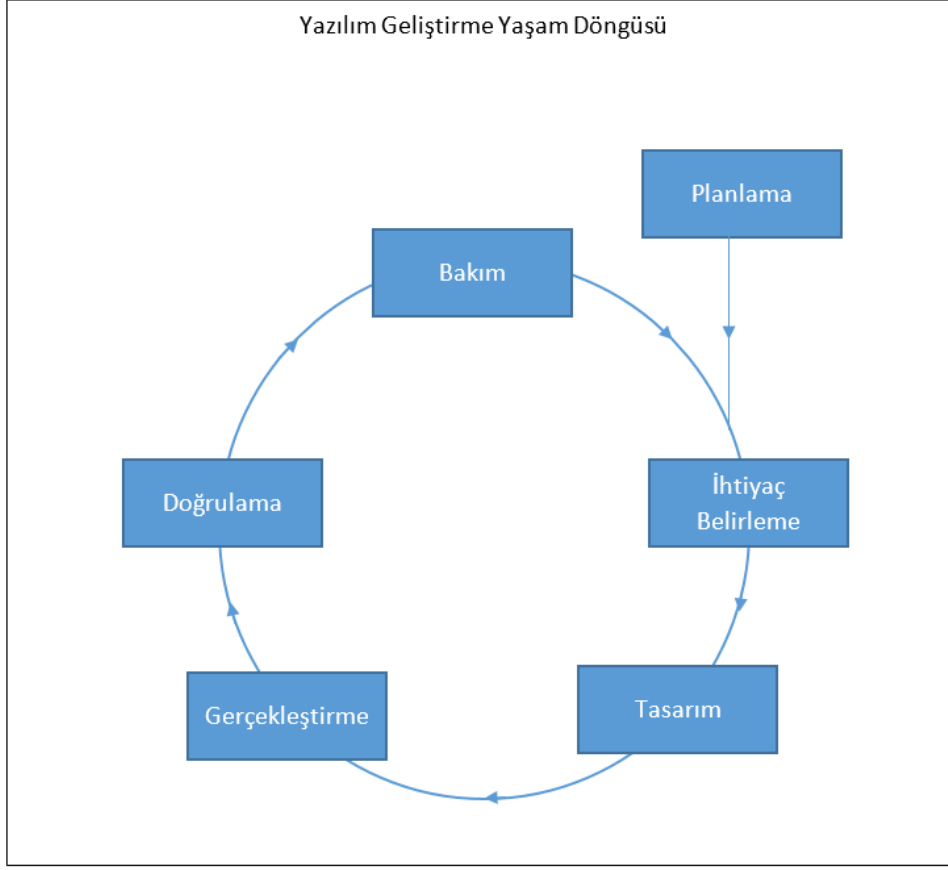 Yazılım Geliştirme Yaşam Döngüsü
Planlama
Bakım
İhtiyaç
Belirleme
Tasarım
Gerçekleştirme
Doğrulama